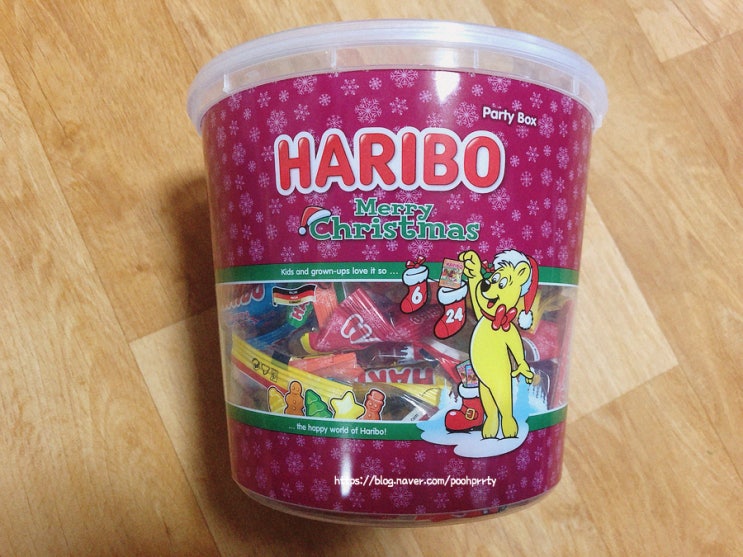 Party Box
HARIBO
Merry
Christmas
Kids and grown-ups love it so ...
6
24
... the happy world of Haribo!
https://blog.naver.com/poohprrty